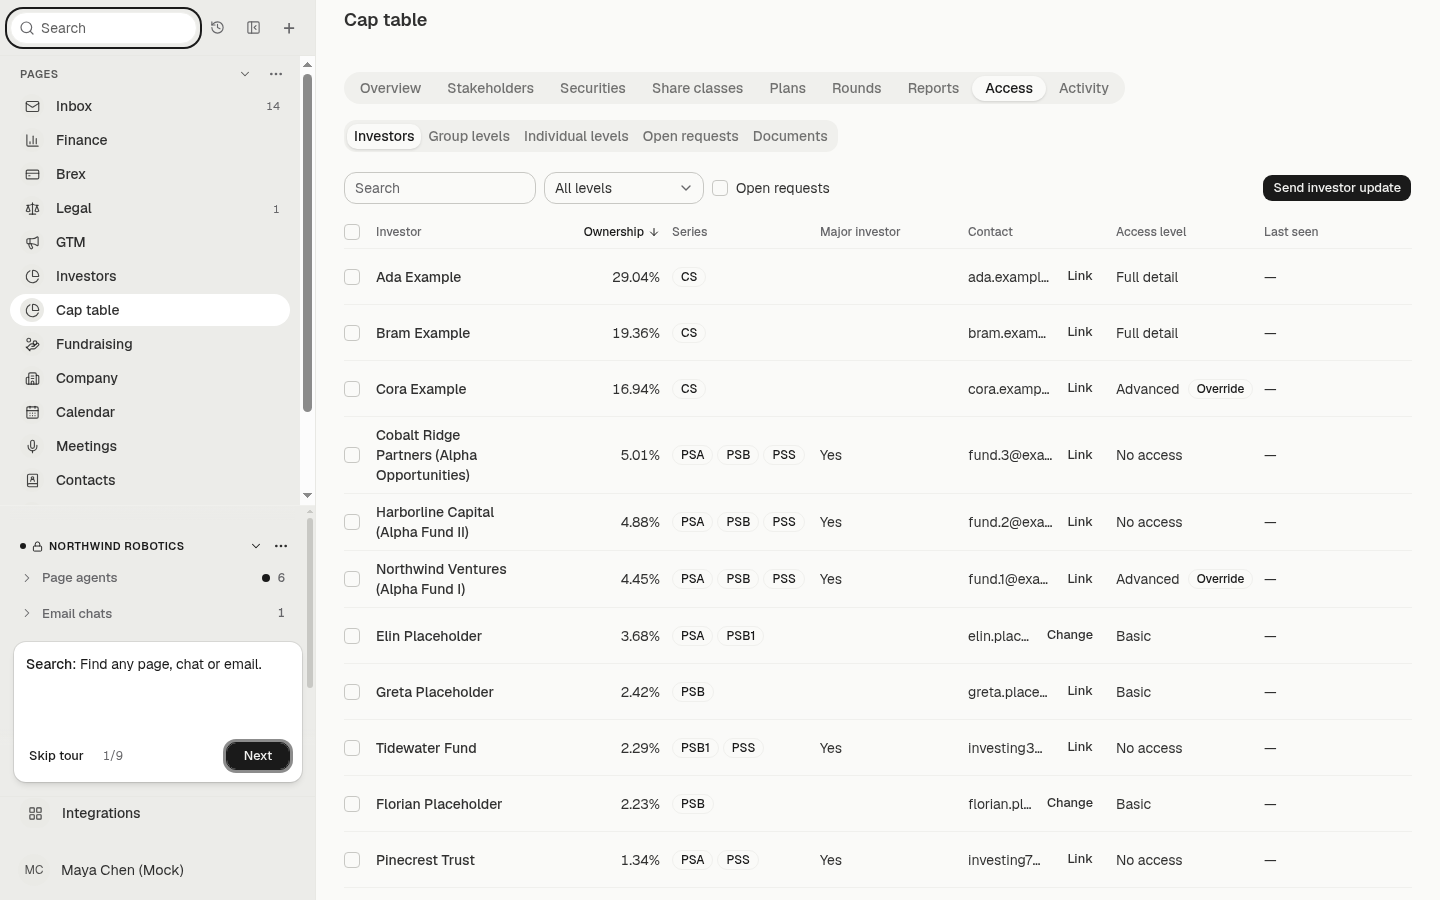 Search
PAGES
Inbox 14
Finance
Brex
Legal 1
GTM
Investors
Cap table
Fundraising
Company
Calendar
Meetings
Contacts
NORTHWIND ROBOTICS
Page agents 6
Email chats 1
Search: Find any page, chat or email.
Skip tour 1/9 Next
Integrations
MC Maya Chen (Mock)
Cap table
Overview Stakeholders Securities Share classes Plans Rounds Reports Access Activity
Investors Group levels Individual levels Open requests Documents
Search All levels Open requests Send investor update
Investor Ownership ↓ Series Major investor Contact Access level Last seen
Ada Example 29.04% CS ada.exampl... Link Full detail —
Bram Example 19.36% CS bram.exam... Link Full detail —
Cora Example 16.94% CS cora.examp... Link Advanced Override —
Cobalt Ridge
Partners (Alpha
Opportunities) 5.01% PSA PSB PSS Yes fund.3@exa... Link No access —
Harborline Capital
(Alpha Fund II) 4.88% PSA PSB PSS Yes fund.2@exa... Link No access —
Northwind Ventures
(Alpha Fund I) 4.45% PSA PSB PSS Yes fund.1@exa... Link Advanced Override —
Elin Placeholder 3.68% PSA PSB1 elin.plac... Change Basic —
Greta Placeholder 2.42% PSB greta.place... Link Basic —
Tidewater Fund 2.29% PSB1 PSS Yes investing3... Link No access —
Florian Placeholder 2.23% PSB florian.pl... Change Basic —
Pinecrest Trust 1.34% PSA PSS Yes investing7... Link No access —